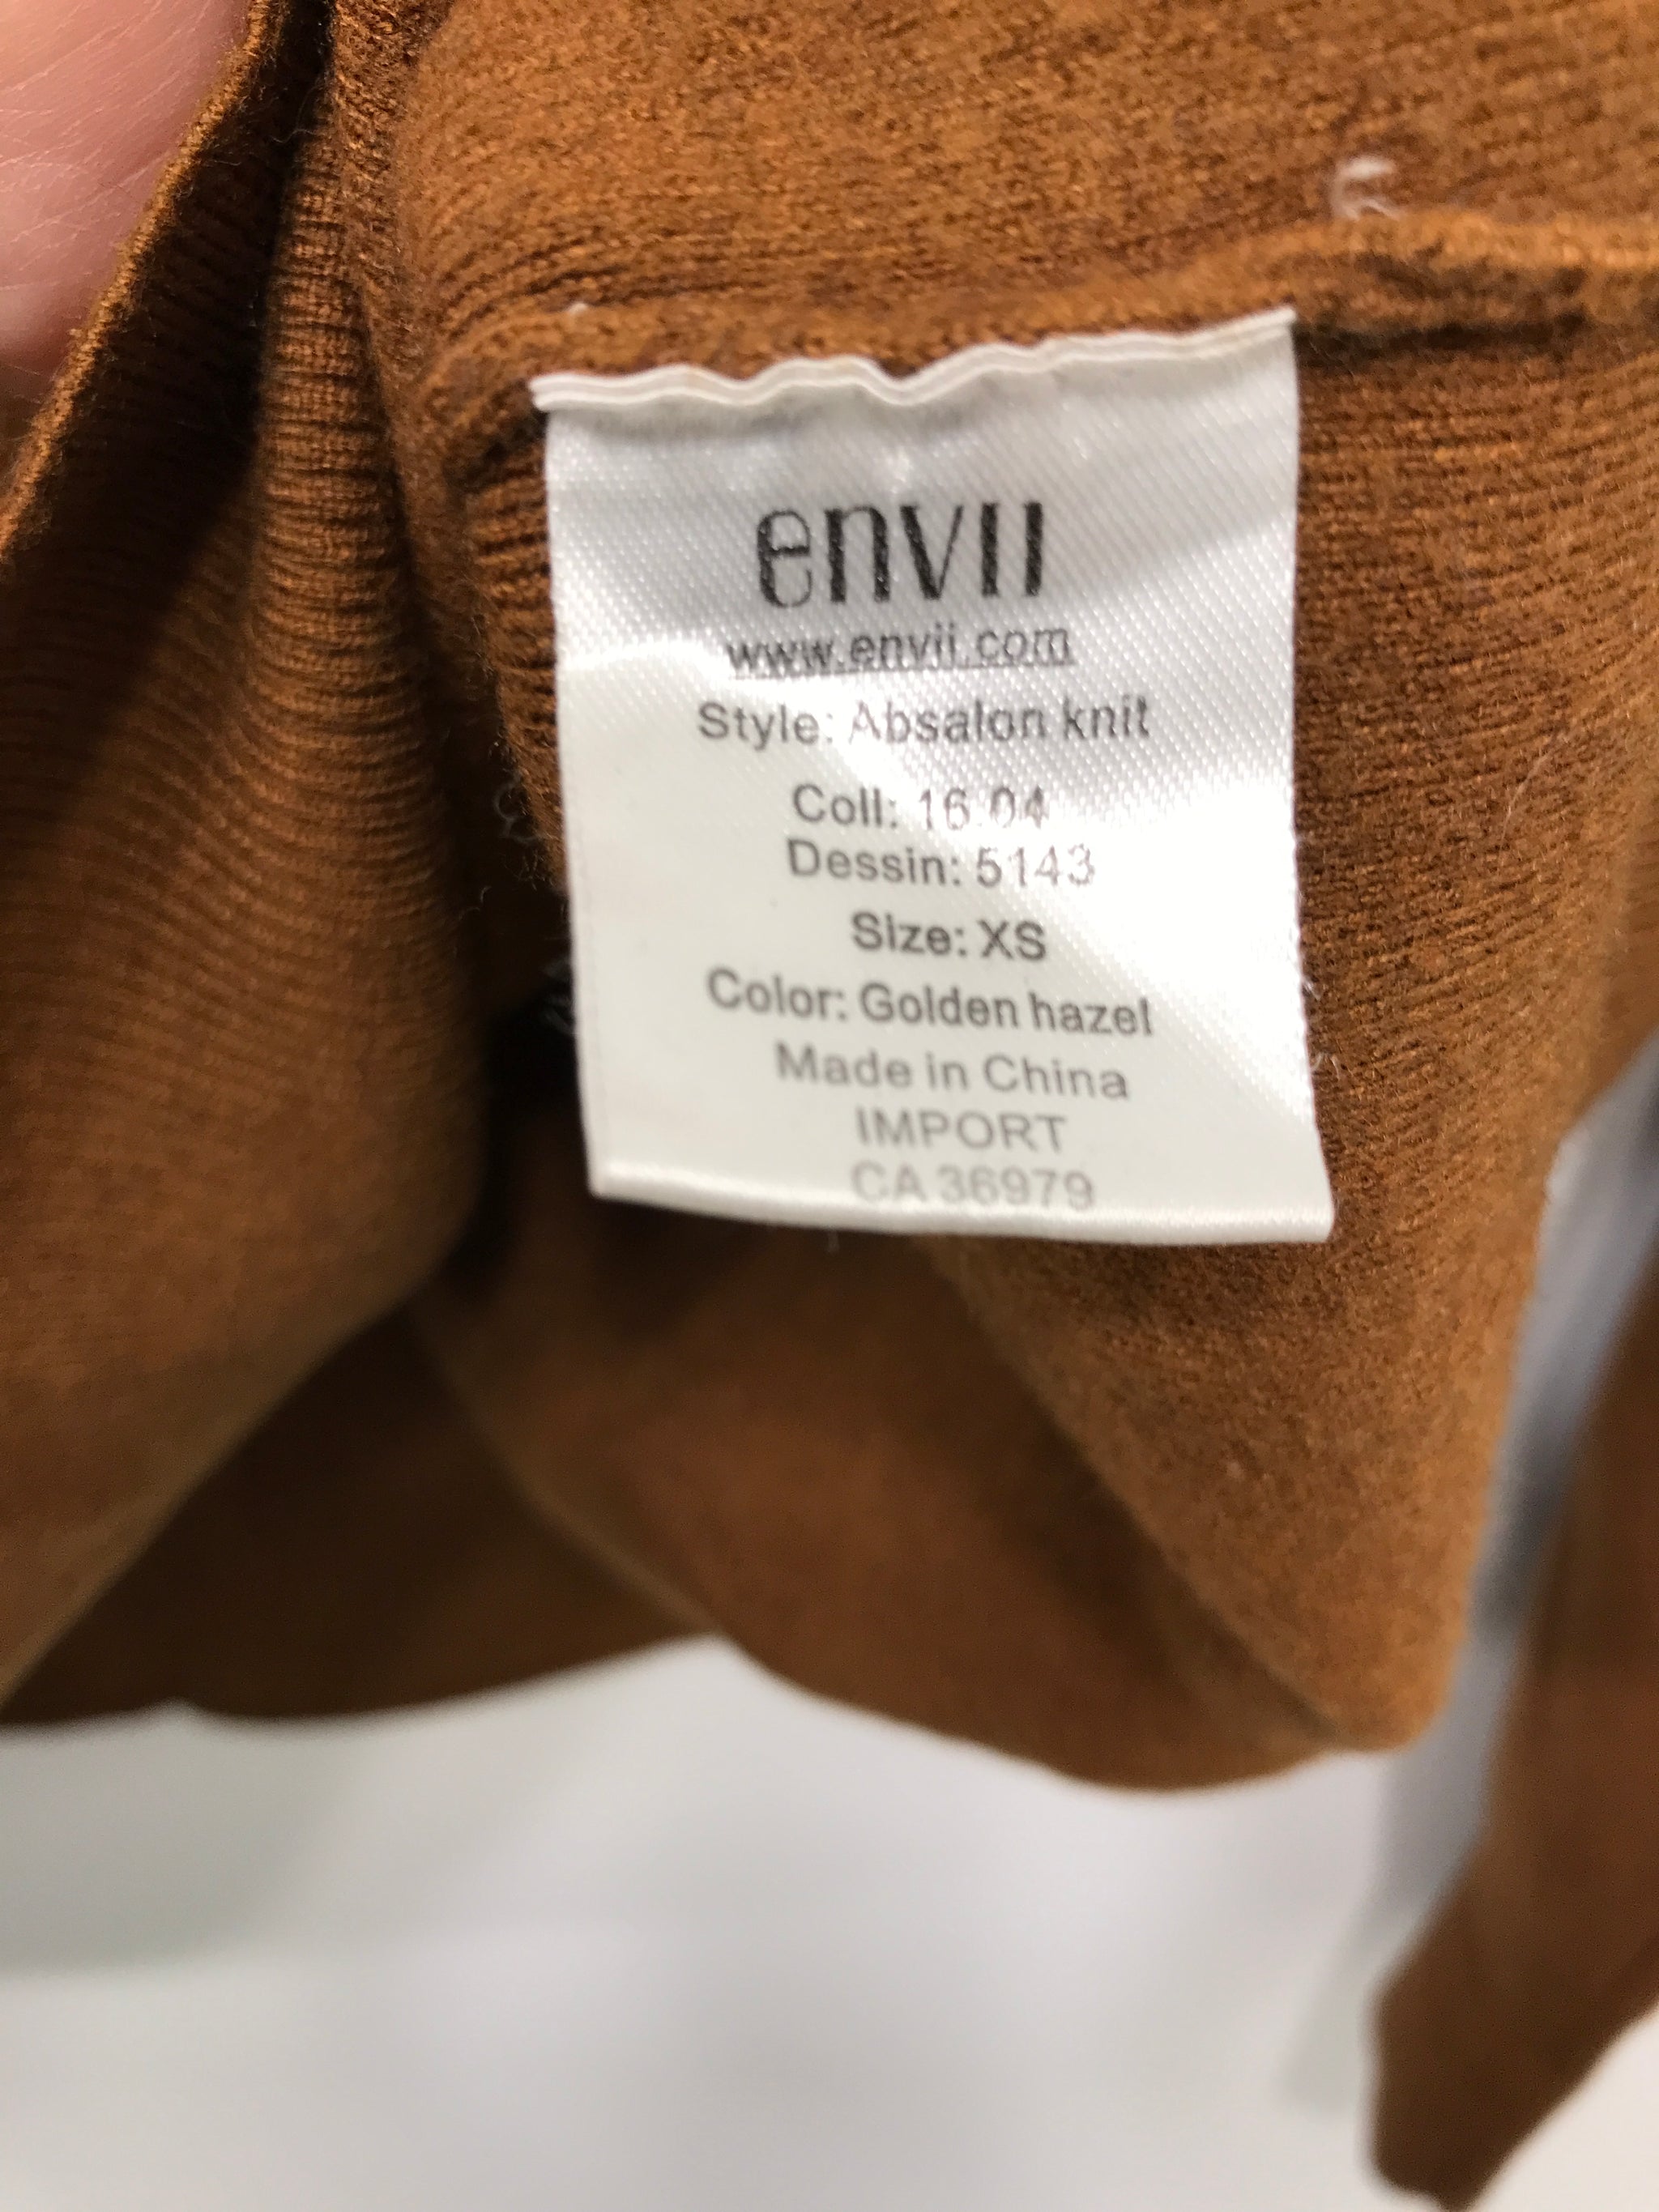 envii
www.envii.com
Style: Absalon knit
Coll: 16.04
Dessin: 5143
Size: XS
Color: Golden hazel
Made in China
IMPORT
CA 36979